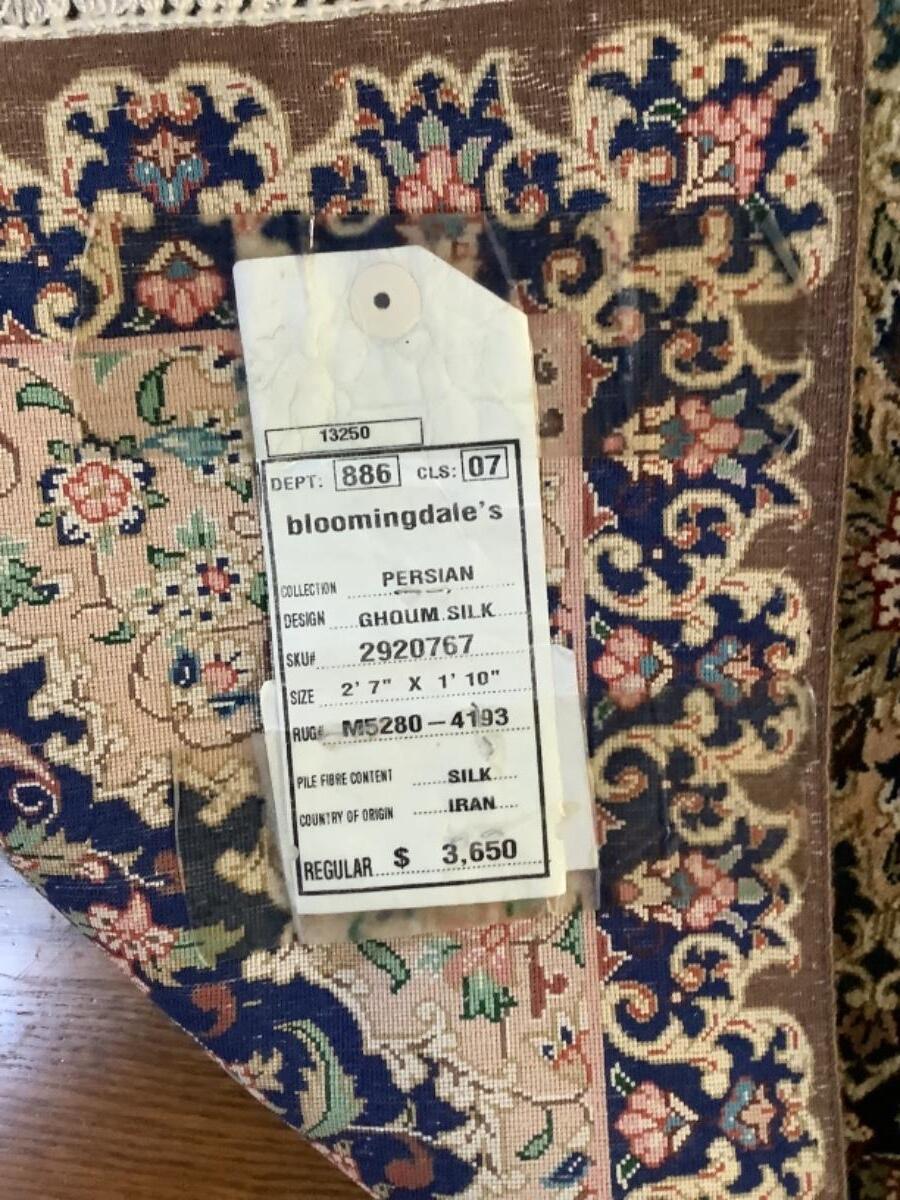 13250
DEPT: 886 CLS: 07
bloomingdale's
COLLECTION PERSIAN
DESIGN GHOUM SILK
SKU# 2920767
SIZE 2' 7" X 1' 10"
RUG# M5280-4193
PILE FIBRE CONTENT SILK
COUNTRY OF ORIGIN IRAN
REGULAR $ 3,650